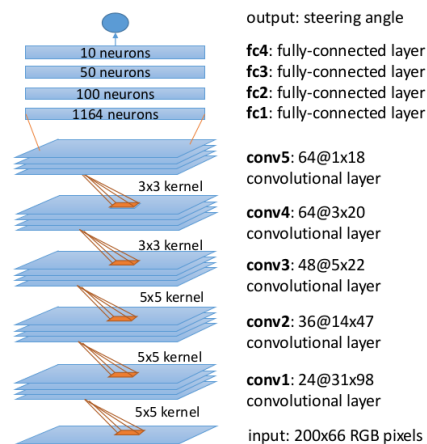 output: steering angle
10 neurons
fc4: fully-connected layer
50 neurons
fc3: fully-connected layer
100 neurons
fc2: fully-connected layer
1164 neurons
fc1: fully-connected layer
conv5: 64@1x18
convolutional layer
3x3 kernel
conv4: 64@3x20
convolutional layer
3x3 kernel
conv3: 48@5x22
convolutional layer
5x5 kernel
conv2: 36@14x47
convolutional layer
5x5 kernel
conv1: 24@31x98
convolutional layer
5x5 kernel
input: 200x66 RGB pixels